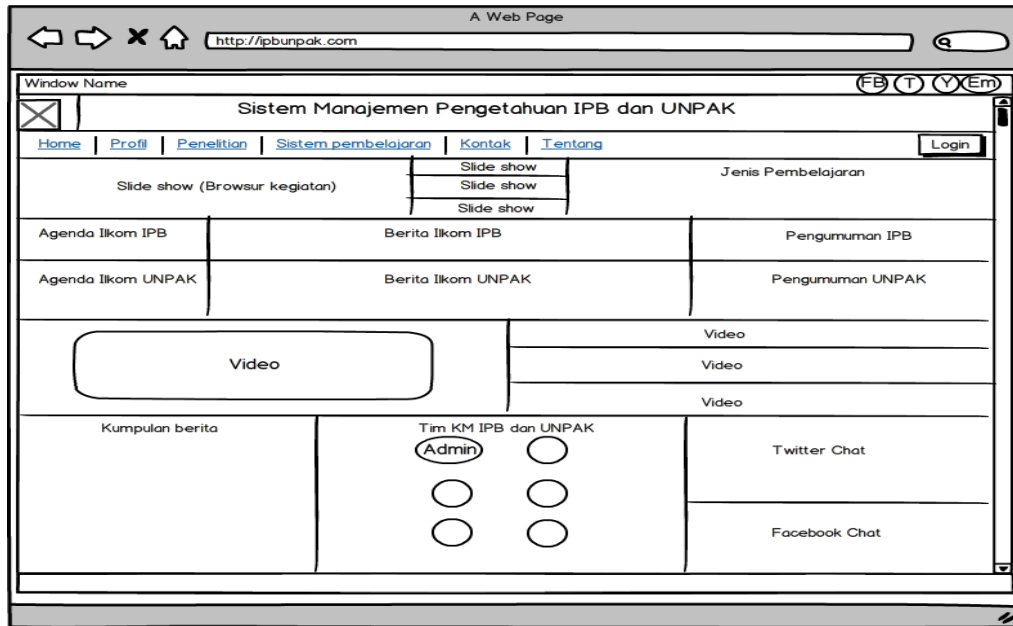 A Web Page
http://ipbunpak.com
Window Name
FB T Y Em
Sistem Manajemen Pengetahuan IPB dan UNPAK
Home Profil Penelitian Sistem pembelajaran Kontak Tentang Login
Slide show (Browsur kegiatan)
Slide show
Slide show
Slide show
Jenis Pembelajaran
Agenda Ilkom IPB Berita Ilkom IPB Pengumuman IPB
Agenda Ilkom UNPAK Berita Ilkom UNPAK Pengumuman UNPAK
Video
Video
Video
Video
Kumpulan berita
Tim KM IPB dan UNPAK
Admin
Twitter Chat
Facebook Chat